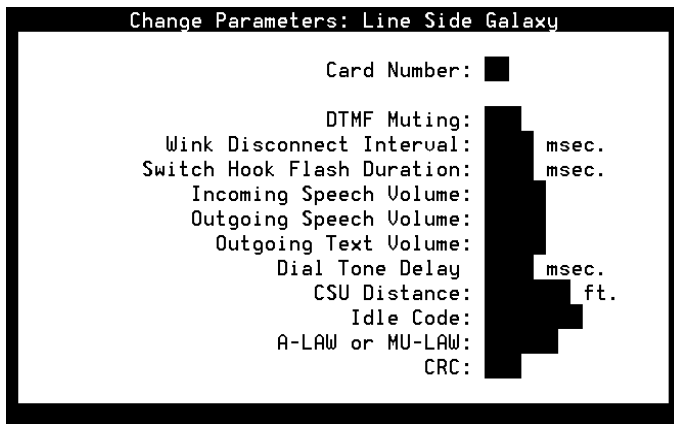 Change Parameters: Line Side Galaxy
Card Number:
DTMF Muting:
Wink Disconnect Interval: msec.
Switch Hook Flash Duration: msec.
Incoming Speech Volume:
Outgoing Speech Volume:
Outgoing Text Volume:
Dial Tone Delay msec.
CSU Distance: ft.
Idle Code:
A-LAW or MU-LAW:
CRC: